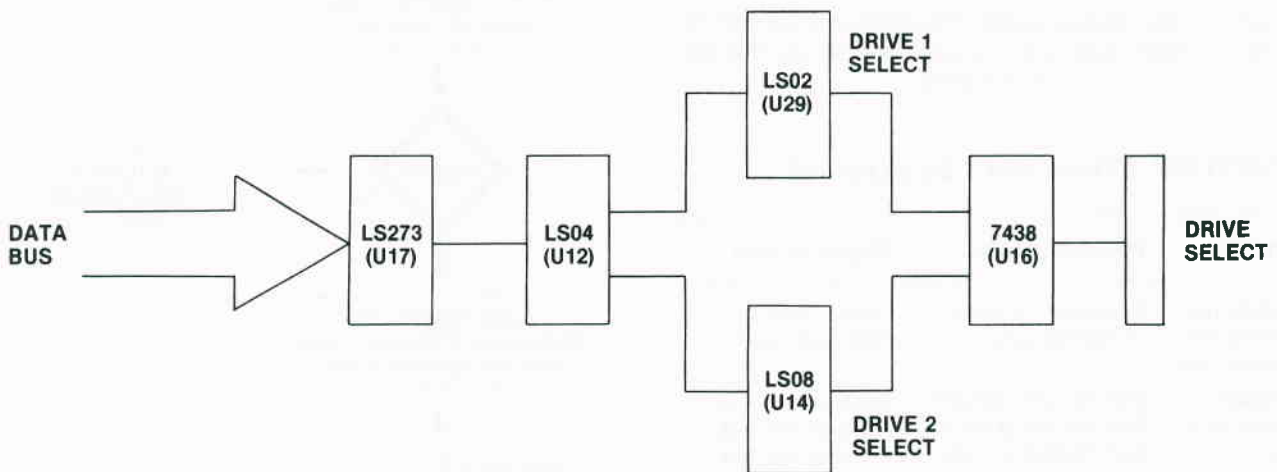 DATA
BUS
LS273
(U17)
LS04
(U12)
LS02
(U29)
DRIVE 1
SELECT
LS08
(U14)
DRIVE 2
SELECT
7438
(U16)
DRIVE
SELECT